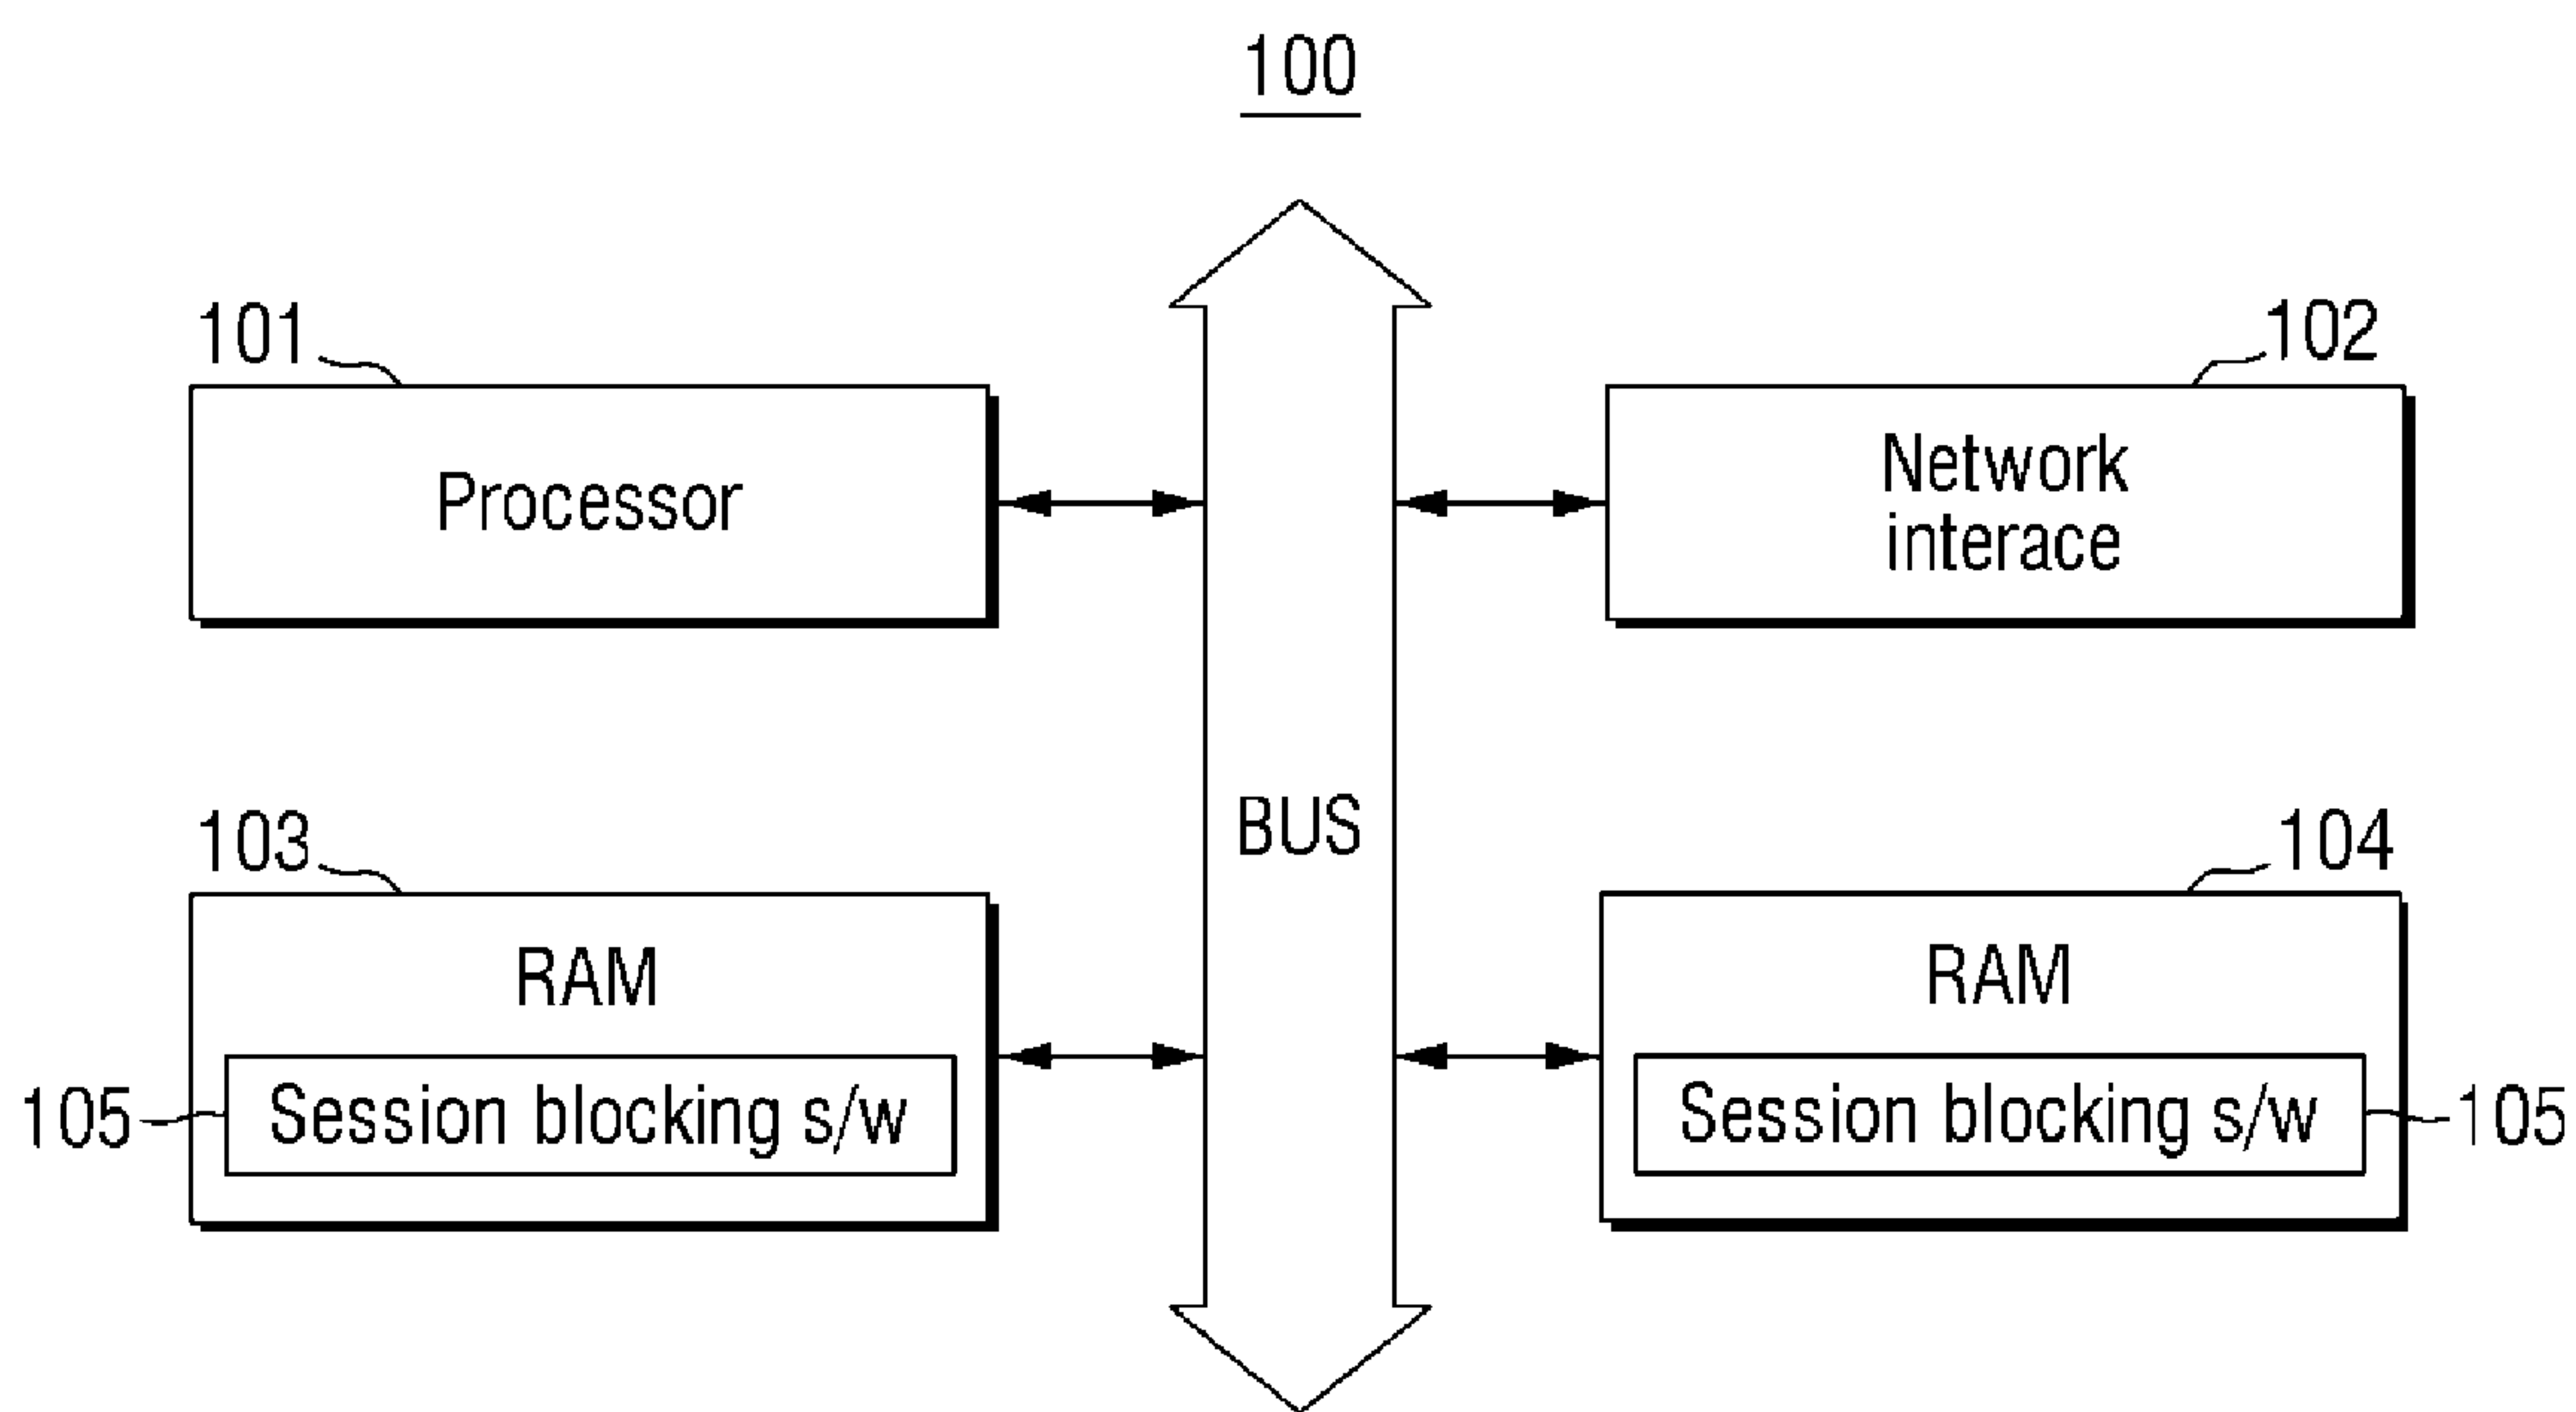 100
101
102
Processor
Network
interace
103
BUS
104
RAM
RAM
105
Session blocking s/w
Session blocking s/w
105